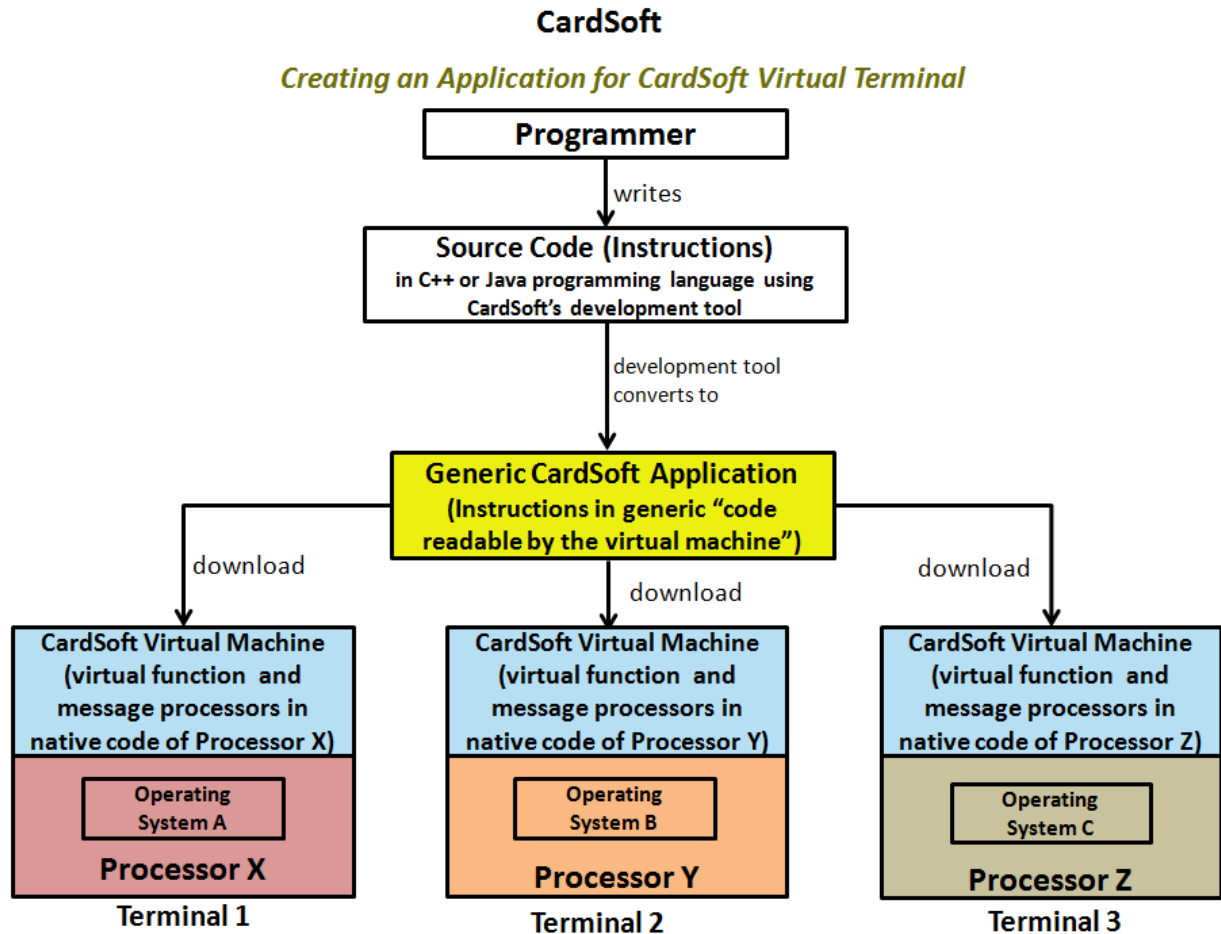 CardSoft
Creating an Application for CardSoft Virtual Terminal
Programmer
writes
Source Code (Instructions)
in C++ or Java programming language using
CardSoft's development tool
development tool
converts to
Generic CardSoft Application
(Instructions in generic “code
readable by the virtual machine”)
download
download
download
CardSoft Virtual Machine
(virtual function and
message processors in
native code of Processor X)
Operating
System A
Processor X
Terminal 1
CardSoft Virtual Machine
(virtual function and
message processors in
native code of Processor Y)
Operating
System B
Processor Y
Terminal 2
CardSoft Virtual Machine
(virtual function and
message processors in
native code of Processor Z)
Operating
System C
Processor Z
Terminal 3